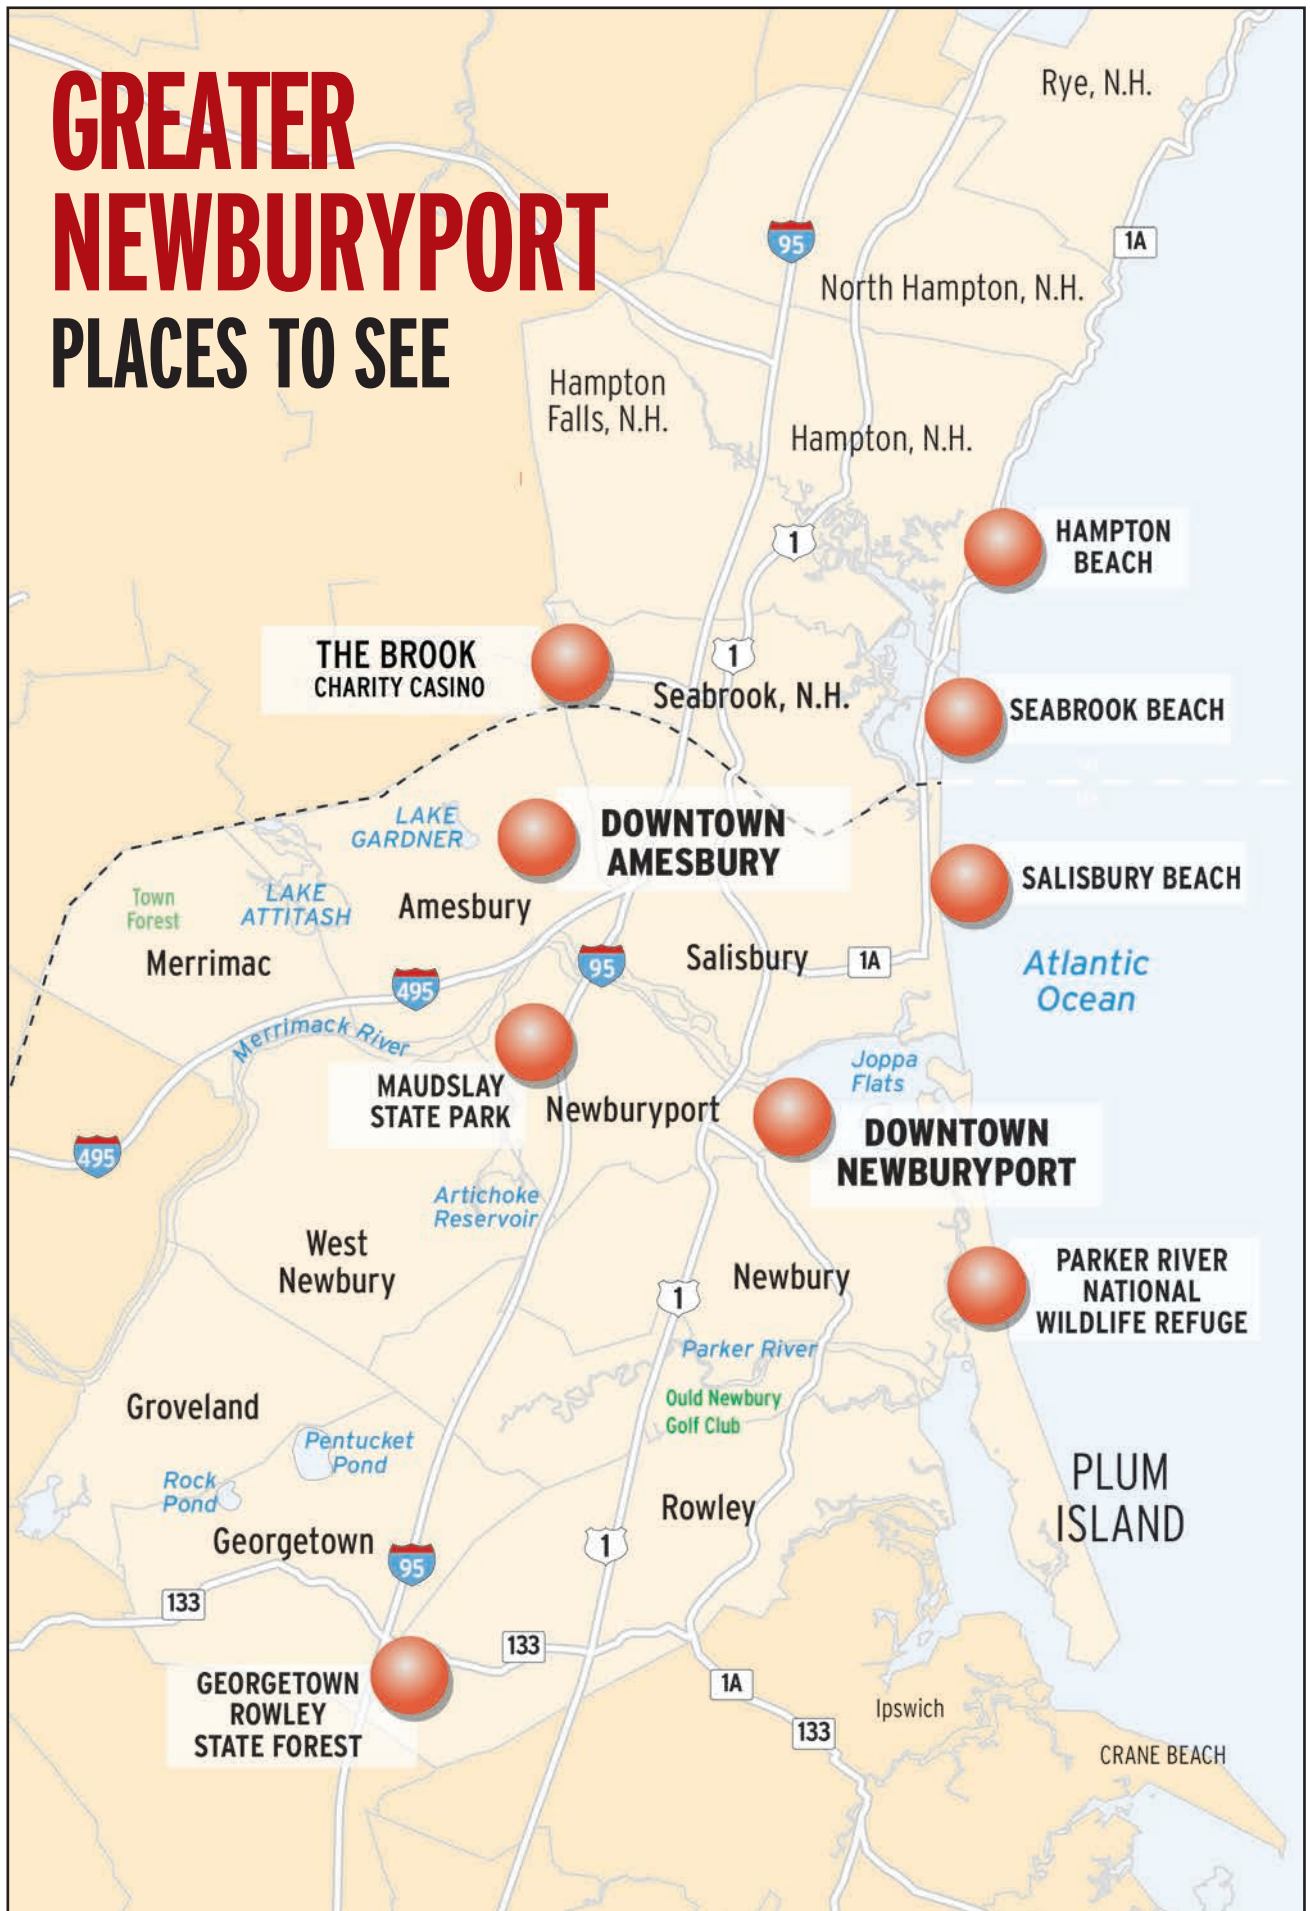 GREATER
NEWBURYPORT
PLACES TO SEE
Rye, N.H.
1A
95
North Hampton, N.H.
Hampton
Falls, N.H.
Hampton, N.H.
HAMPTON
BEACH
1
THE BROOK
CHARITY CASINO
1
Seabrook, N.H.
SEABROOK BEACH
LAKE
GARDNER
DOWNTOWN
AMESBURY
SALISBURY BEACH
Town
Forest
LAKE
ATTITASH
Amesbury
Merrimac
495
95
Salisbury
1A
Atlantic
Ocean
Merrimack River
Joppa
Flats
MAUDSLAY
STATE PARK
Newburyport
DOWNTOWN
NEWBURYPORT
495
Artichoke
Reservoir
West
Newbury
Newbury
PARKER RIVER
NATIONAL
WILDLIFE REFUGE
1
Parker River
Ould Newbury
Golf Club
Groveland
Pentucket
Pond
Rock
Pond
PLUM
ISLAND
Rowley
Georgetown
95
1
133
133
GEORGETOWN
ROWLEY
STATE FOREST
1A
133
Ipswich
CRANE BEACH